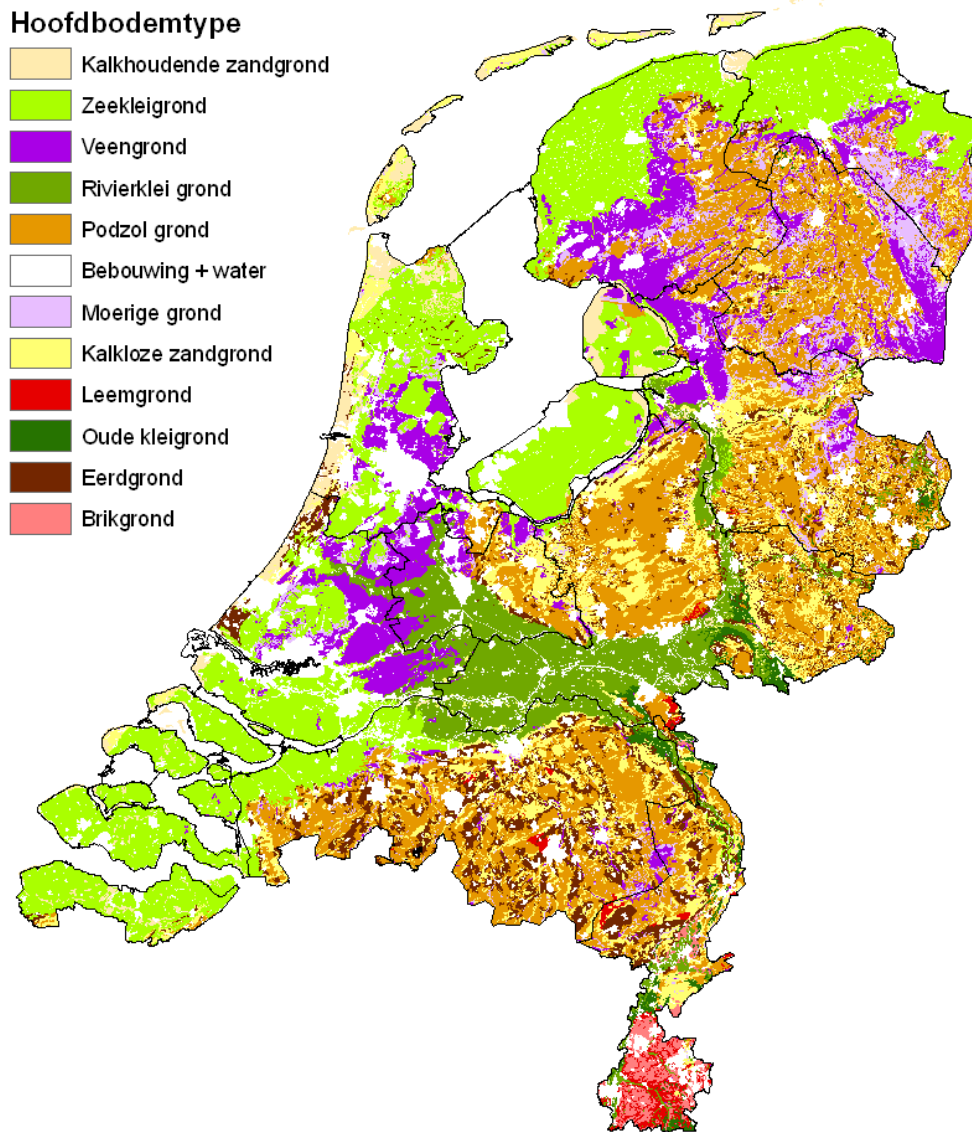 Hoofdbodemtype
Kalkhoudende zandgrond
Zeekleigrond
Veengrond
Rivierklei grond
Podzol grond
Bebouwing + water
Moerige grond
Kalkloze zandgrond
Leemgrond
Oude kleigrond
Eerdgrond
Brikgrond